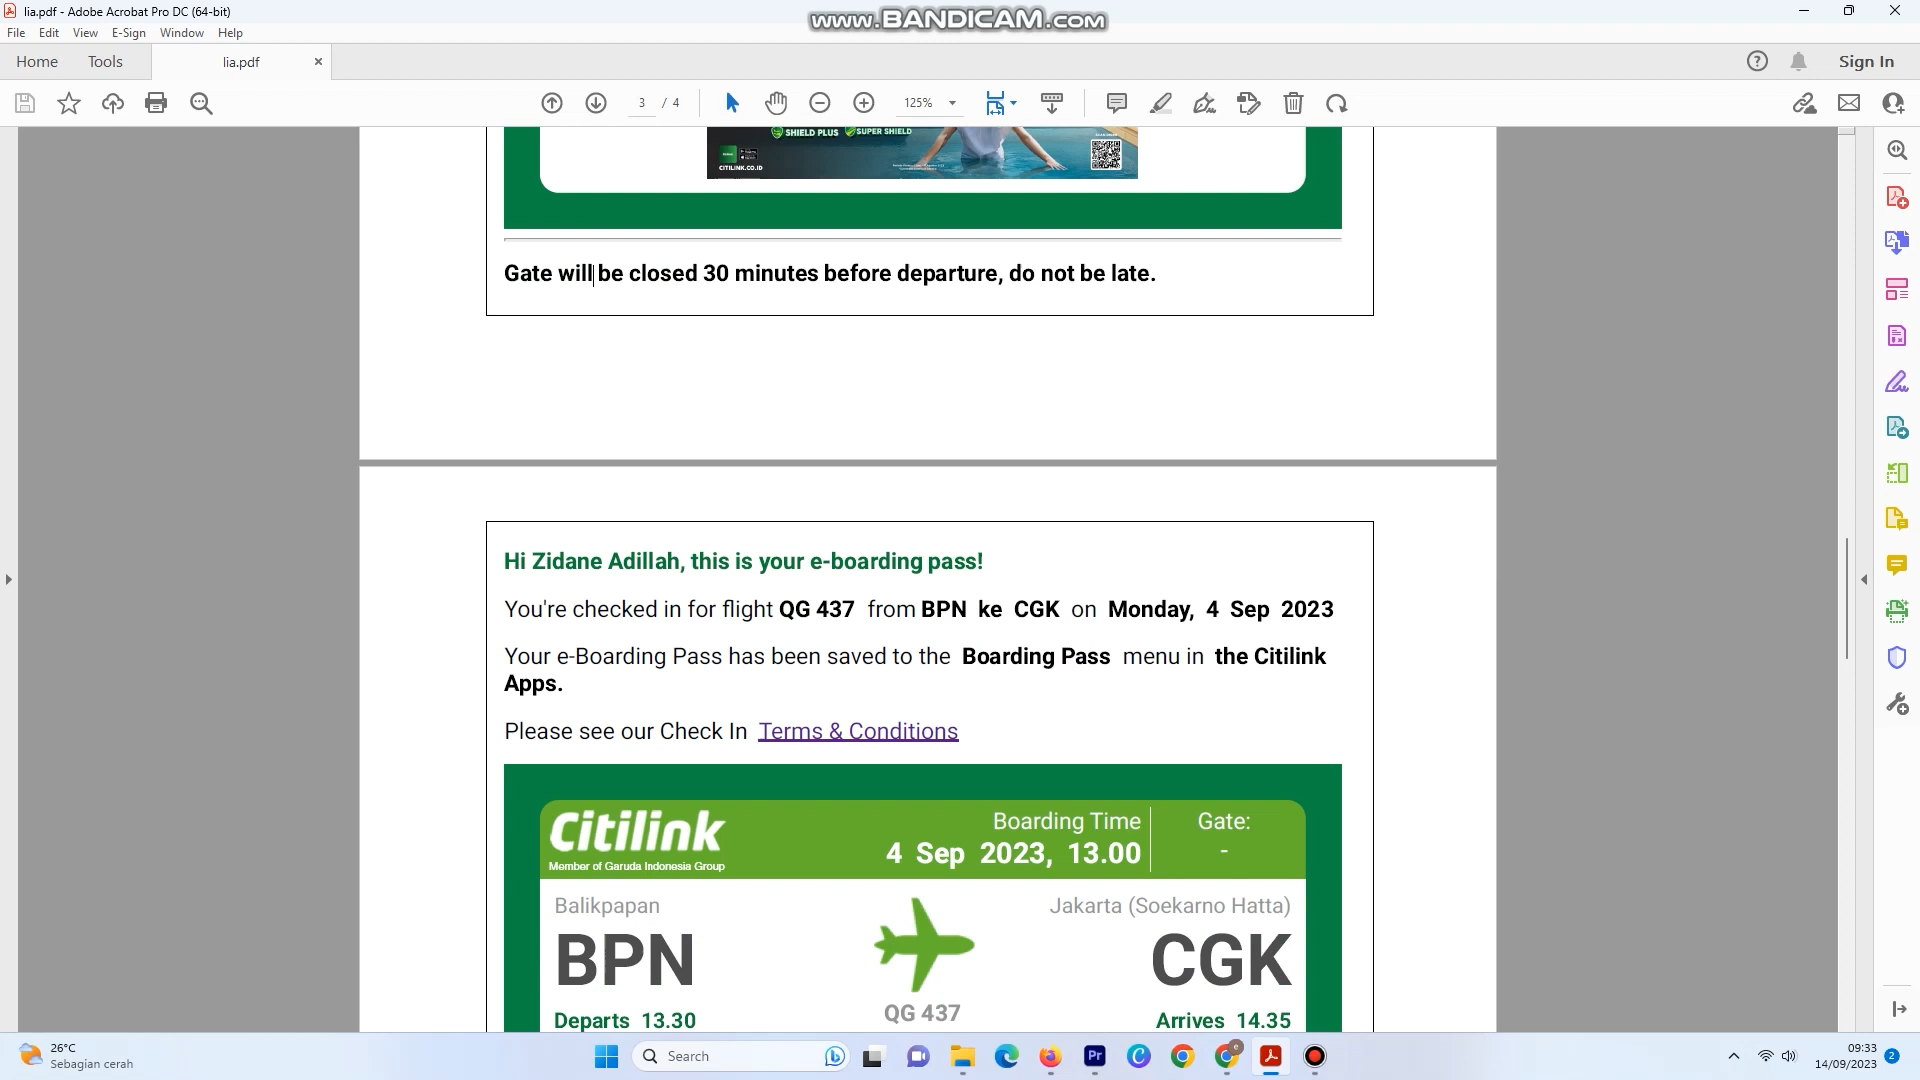 lia.pdf - Adobe Acrobat Pro DC (64-bit)
www.BANDICAM.com
File Edit View E-Sign Window Help
Home Tools lia.pdf Sign In
3 / 4 125%
SHIELD PLUS SUPER SHIELD
CITILINK.CO.ID
Gate will be closed 30 minutes before departure, do not be late.
Hi Zidane Adillah, this is your e-boarding pass!
You're checked in for flight QG 437 from BPN ke CGK on Monday, 4 Sep 2023
Your e-Boarding Pass has been saved to the Boarding Pass menu in the Citilink
Apps.
Please see our Check In Terms & Conditions
Citilink
Member of Garuda Indonesia Group
Boarding Time Gate:
4 Sep 2023, 13.00 -
Balikpapan Jakarta (Soekarno Hatta)
BPN CGK
QG 437
Departs 13.30 Arrives 14.35
26°C
Sebagian cerah
Search
Pr
e
09:33
14/09/2023
2